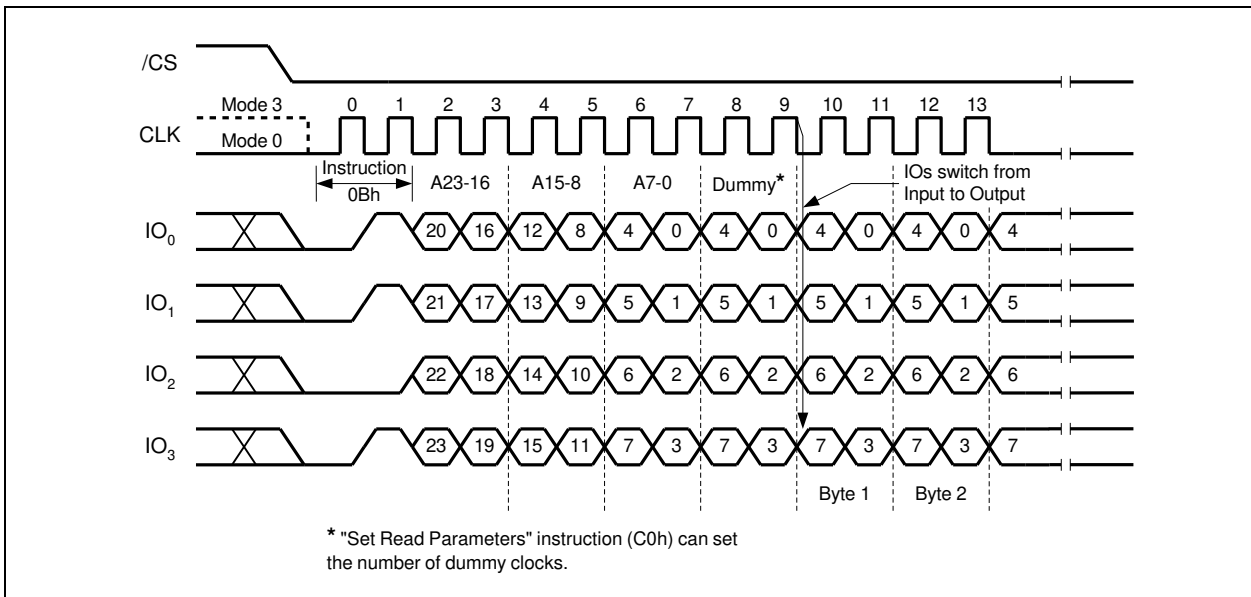 /CS
Mode 3 0 1 2 3 4 5 6 7 8 9 10 11 12 13
CLK
Mode 0
Instruction
0Bh
A23-16 A15-8 A7-0 Dummy*
IOs switch from
Input to Output
IO0 20 16 12 8 4 0 4 0 4 0 4 0 4
IO1 21 17 13 9 5 1 5 1 5 1 5 1 5
IO2 22 18 14 10 6 2 6 2 6 2 6 2 6
IO3 23 19 15 11 7 3 7 3 7 3 7 3 7
Byte 1 Byte 2
* "Set Read Parameters" instruction (C0h) can set
the number of dummy clocks.